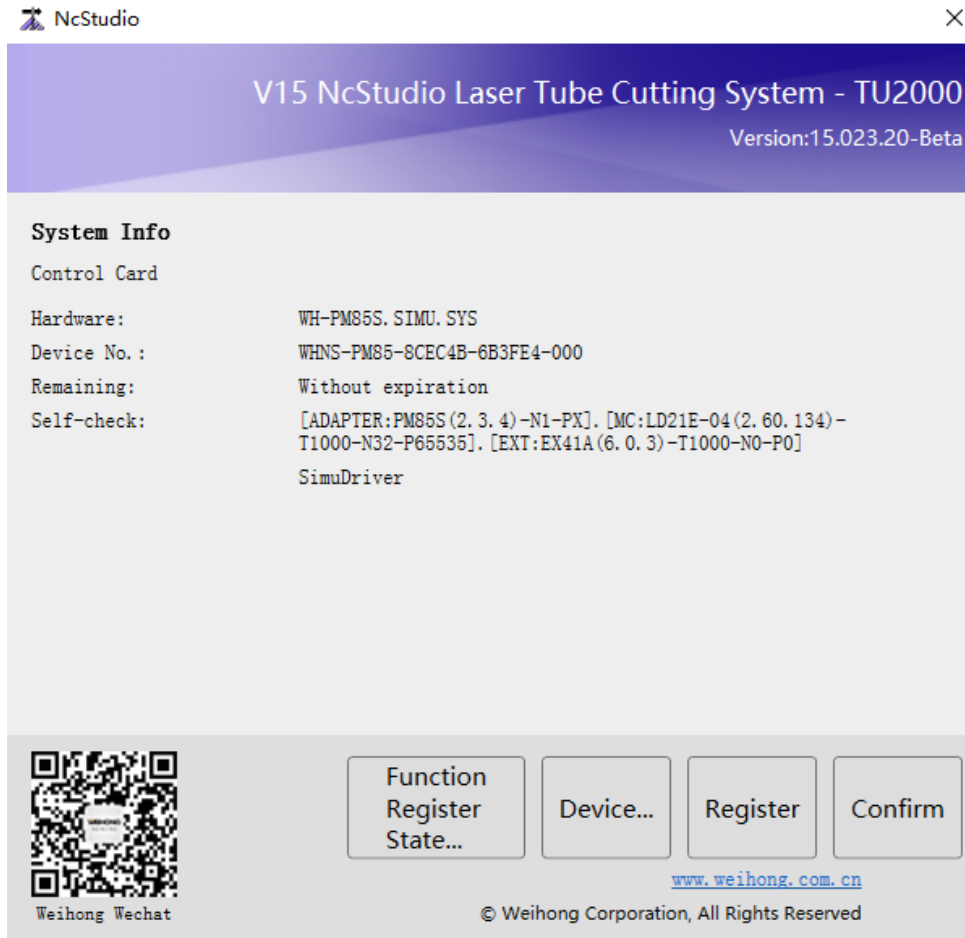 NcStudio
V15 NcStudio Laser Tube Cutting System - TU2000
Version:15.023.20-Beta
System Info
Control Card
Hardware: WH-PM85S.SIMU.SYS
Device No.: WHNS-PM85-8CEC4B-6B3FE4-000
Remaining: Without expiration
Self-check: [ADAPTER:PM85S(2.3.4)-N1-PX].[MC:LD21E-04(2.60.134)-
T1000-N32-P65535].[EXT:EX41A(6.0.3)-T1000-N0-P0]
SimuDriver
Function
Register
State...
Device...
Register
Confirm
www.weihong.com.cn
Weihong Wechat
© Weihong Corporation, All Rights Reserved